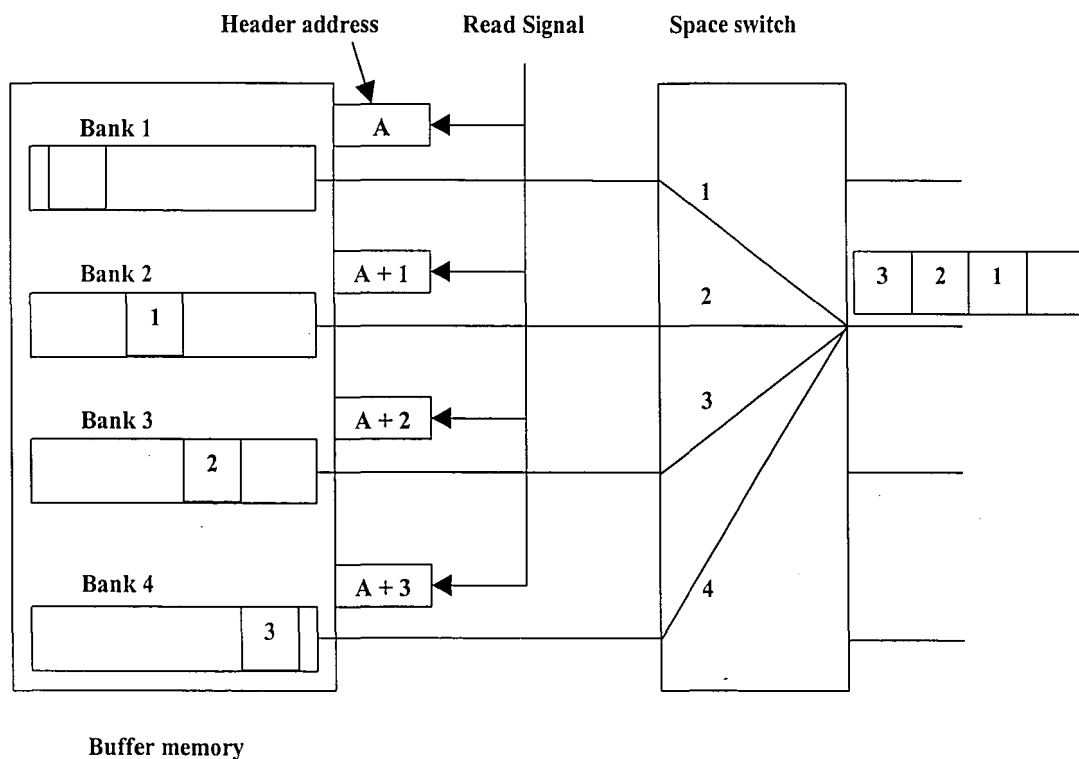 Header address
Read Signal
Space switch
A
Bank 1
1
Bank 2
A + 1
3 2 1
1
2
Bank 3
A + 2
3
2
Bank 4
A + 3
4
3
Buffer memory